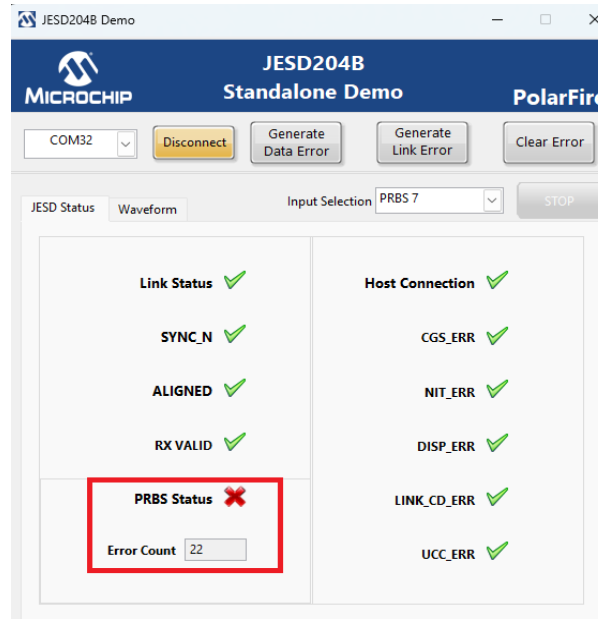 JESD204B Demo
MICROCHIP
JESD204B
Standalone Demo
PolarFire
COM32
Disconnect
Generate
Data Error
Generate
Link Error
Clear Error
JESD Status
Waveform
Input Selection
PRBS 7
STOP
Link Status
Host Connection
SYNC_N
CGS_ERR
ALIGNED
NIT_ERR
RX VALID
DISP_ERR
PRBS Status
LINK_CD_ERR
Error Count
22
UCC_ERR